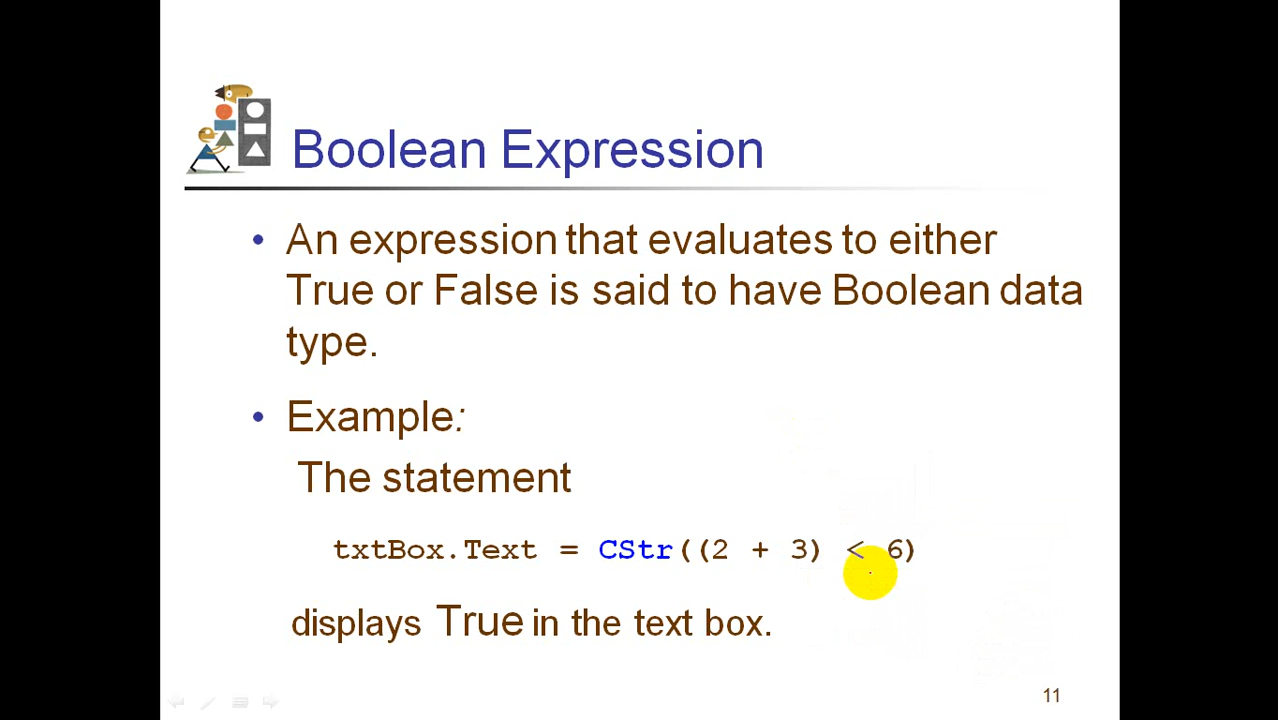 Boolean Expression
• An expression that evaluates to either
True or False is said to have Boolean data
type.
• Example:
The statement
txtBox.Text = CStr((2 + 3) < 6)
displays True in the text box.
11